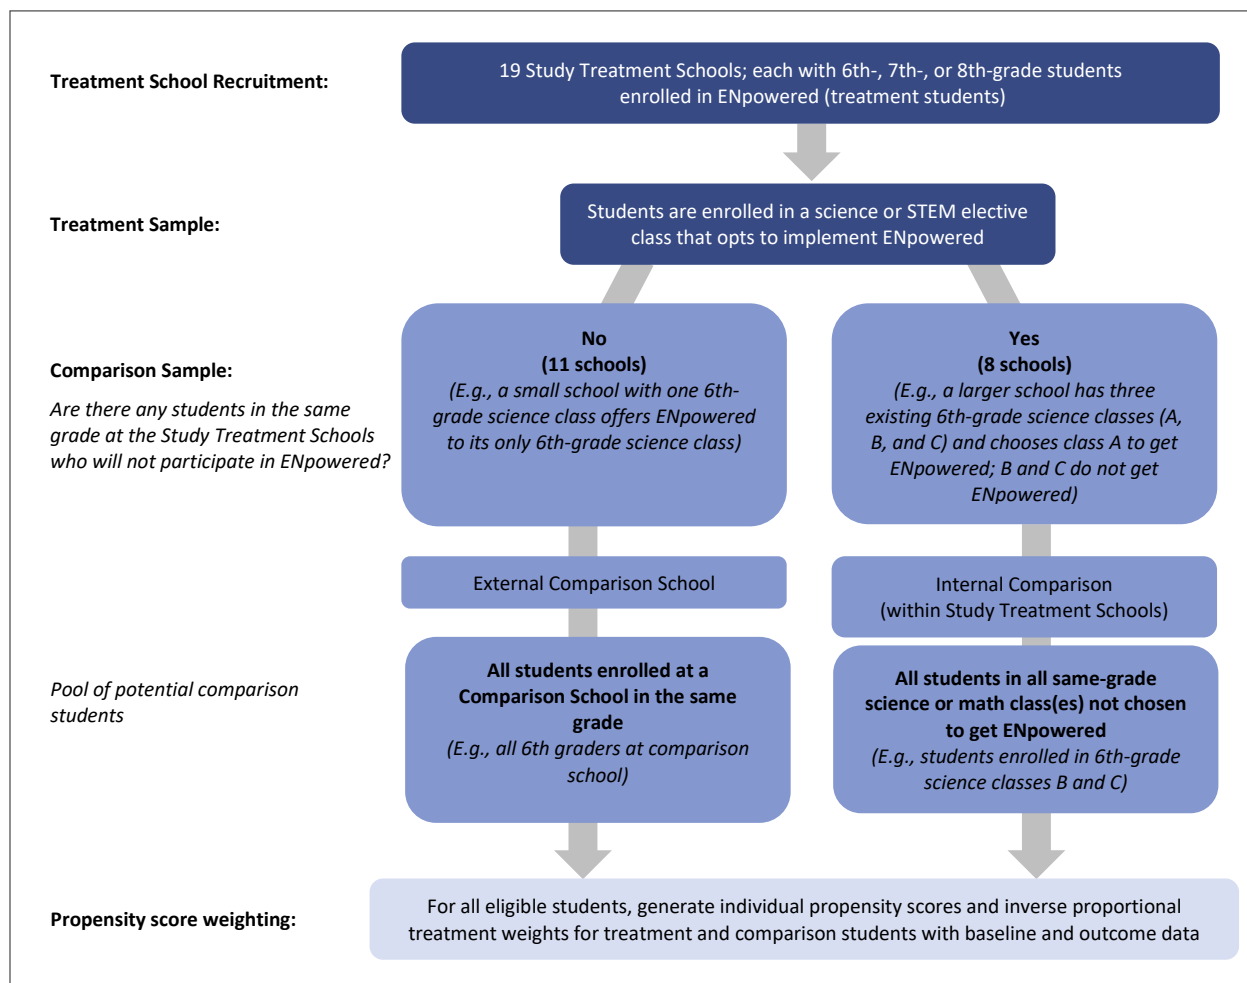 Treatment School Recruitment:
19 Study Treatment Schools; each with 6th-, 7th-, or 8th-grade students
enrolled in ENpowered (treatment students)
Treatment Sample:
Students are enrolled in a science or STEM elective
class that opts to implement ENpowered
Comparison Sample:
Are there any students in the same
grade at the Study Treatment Schools
who will not participate in ENpowered?
No
(11 schools)
(E.g., a small school with one 6th-
grade science class offers ENpowered
to its only 6th-grade science class)
Yes
(8 schools)
(E.g., a larger school has three
existing 6th-grade science classes (A,
B, and C) and chooses class A to get
ENpowered; B and C do not get
ENpowered)
External Comparison School
Internal Comparison
(within Study Treatment Schools)
Pool of potential comparison
students
All students enrolled at a
Comparison School in the same
grade
(E.g., all 6th graders at comparison
school)
All students in all same-grade
science or math class(es) not chosen
to get ENpowered
(E.g., students enrolled in 6th-grade
science classes B and C)
Propensity score weighting:
For all eligible students, generate individual propensity scores and inverse proportional
treatment weights for treatment and comparison students with baseline and outcome data